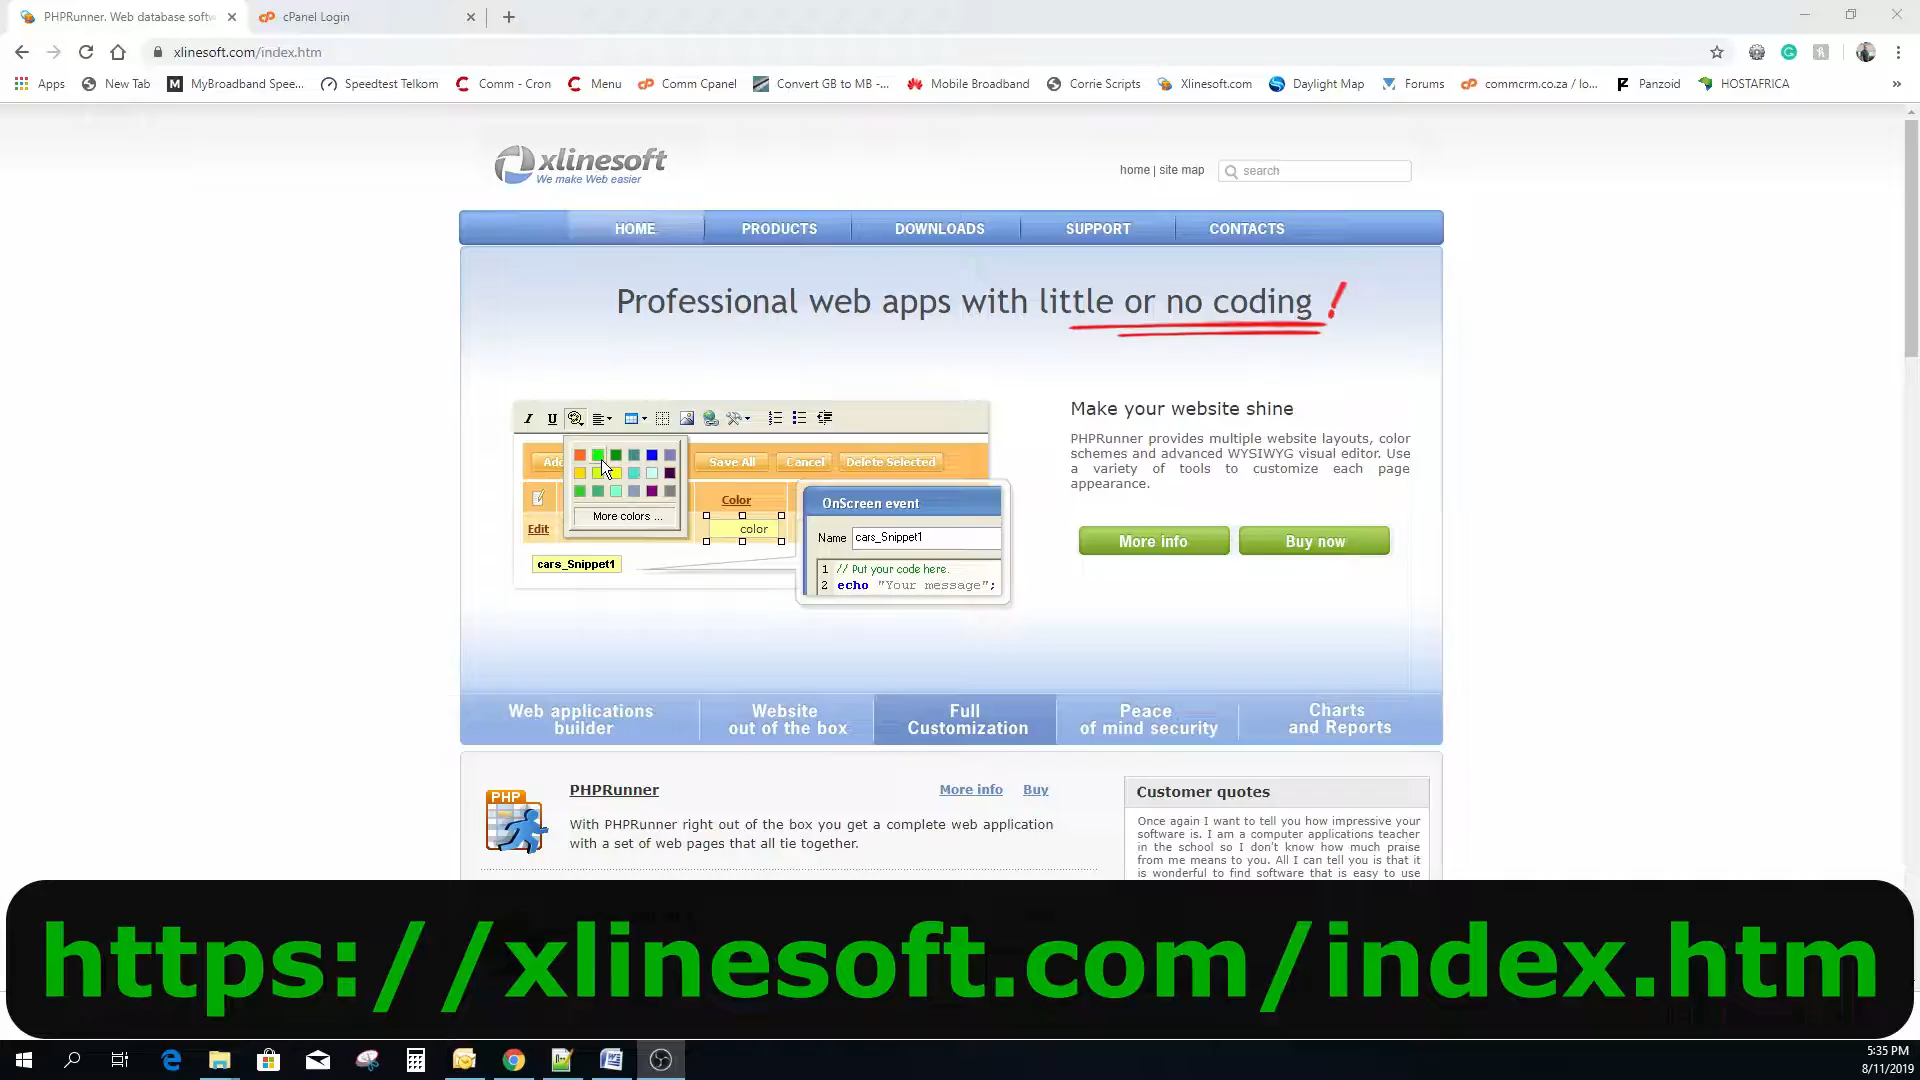 PHPRunner. Web database softw
cPanel Login
xlinesoft.com/index.htm
Apps
New Tab
MyBroadband Spee...
Speedtest Telkom
Comm - Cron
Menu
Comm Cpanel
Convert GB to MB -...
Mobile Broadband
Corrie Scripts
Xlinesoft.com
Daylight Map
Forums
commcrm.co.za / lo...
Panzoid
HOSTAFRICA
xlinesoft
We make Web easier
home | site map
search
HOME
PRODUCTS
DOWNLOADS
SUPPORT
CONTACTS
Professional web apps with little or no coding !
Save All
Cancel
Delete Selected
More colors ...
Color
Edit
color
cars_Snippet1
OnScreen event
Name cars_Snippet1
1 // Put your code here.
2 echo "Your message";
Make your website shine
PHPRunner provides multiple website layouts, color
schemes and advanced WYSIWYG visual editor. Use
a variety of tools to customize each page
appearance.
More info
Buy now
Web applications
builder
Website
out of the box
Full
Customization
Peace
of mind security
Charts
and Reports
PHP
PHPRunner
More info
Buy
With PHPRunner right out of the box you get a complete web application
with a set of web pages that all tie together.
Customer quotes
Once again I want to tell you how impressive your
software is. I am a computer applications teacher
in the school so I don't know how much praise
from me means to you. All I can tell you is that it
is wonderful to find software that is easy to use
https://xlinesoft.com/index.htm
5:35 PM
8/11/2019